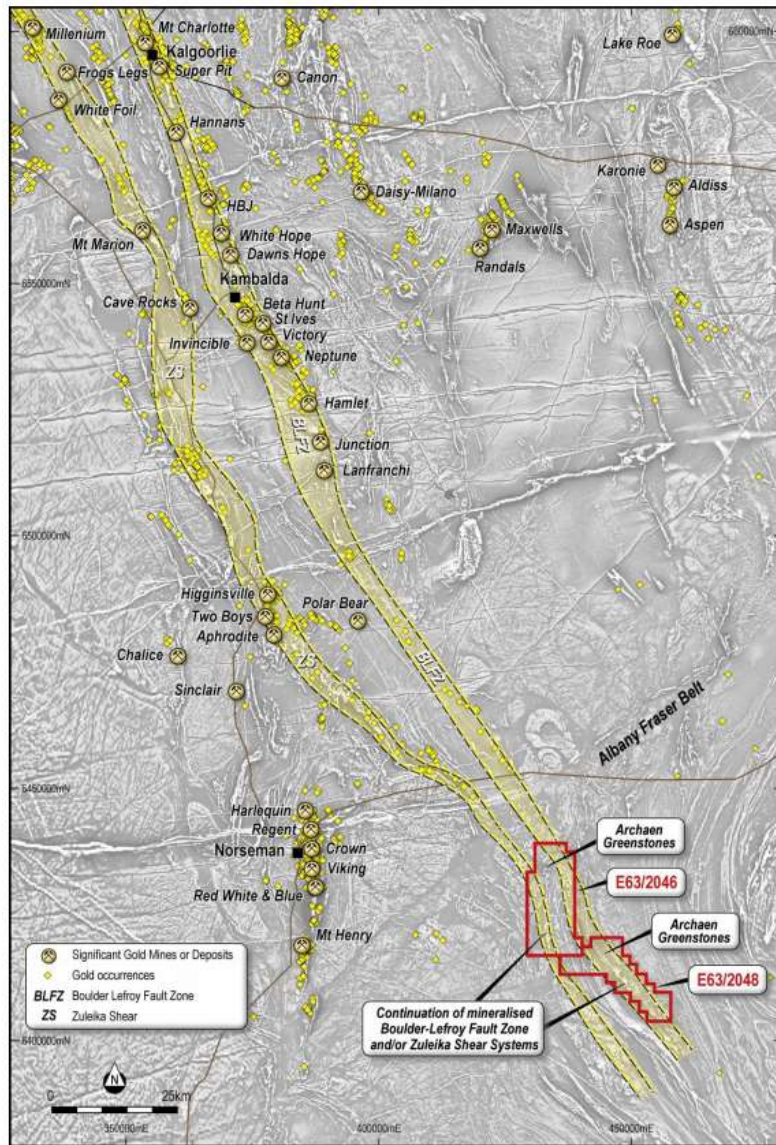 Millenium
Mt Charlotte
Kalgoorlie
600000mN
Lake Roe
Frogs Legs
Super Pit
Canon
White Foil
Hannans
Karonie
Daisy-Milano
Aldiss
HBJ
Maxwells
Aspen
Mt Marion
White Hope
Dawns Hope
Randals
Kambalda
6550000mN
Cave Rocks
Beta Hunt
St Ives
Victory
Invincible
Neptune
ZS
Hamlet
BLFZ
Junction
Lanfranchi
6500000mN
Higginsville
Two Boys
Polar Bear
Aphrodite
Chalice
ZS
BLFZ
Sinclair
Albany Fraser Belt
6450000mN
Harlequin
Regent
Norseman
Crown
Viking
Red White & Blue
Archaen
Greenstones
E63/2046
Mt Henry
Archaen
Greenstones
E63/2048
Significant Gold Mines or Deposits
Gold occurrences
BLFZ Boulder Lefroy Fault Zone
ZS Zuleika Shear
Continuation of mineralised
Boulder-Lefroy Fault Zone
and/or Zuleika Shear Systems
6400000mN
N
0 25km
350000mE
400000mE
450000mE